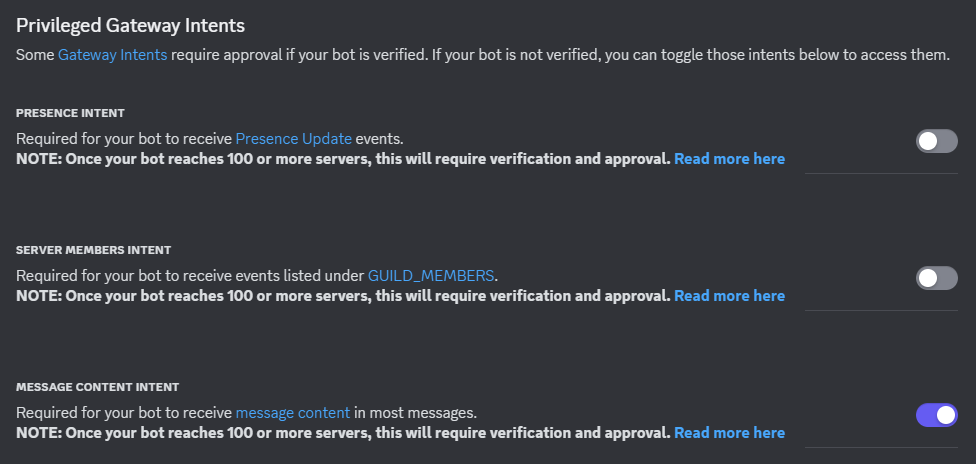 Privileged Gateway Intents
Some Gateway Intents require approval if your bot is verified. If your bot is not verified, you can toggle those intents below to access them.
PRESENCE INTENT
Required for your bot to receive Presence Update events.
NOTE: Once your bot reaches 100 or more servers, this will require verification and approval. Read more here
SERVER MEMBERS INTENT
Required for your bot to receive events listed under GUILD_MEMBERS.
NOTE: Once your bot reaches 100 or more servers, this will require verification and approval. Read more here
MESSAGE CONTENT INTENT
Required for your bot to receive message content in most messages.
NOTE: Once your bot reaches 100 or more servers, this will require verification and approval. Read more here